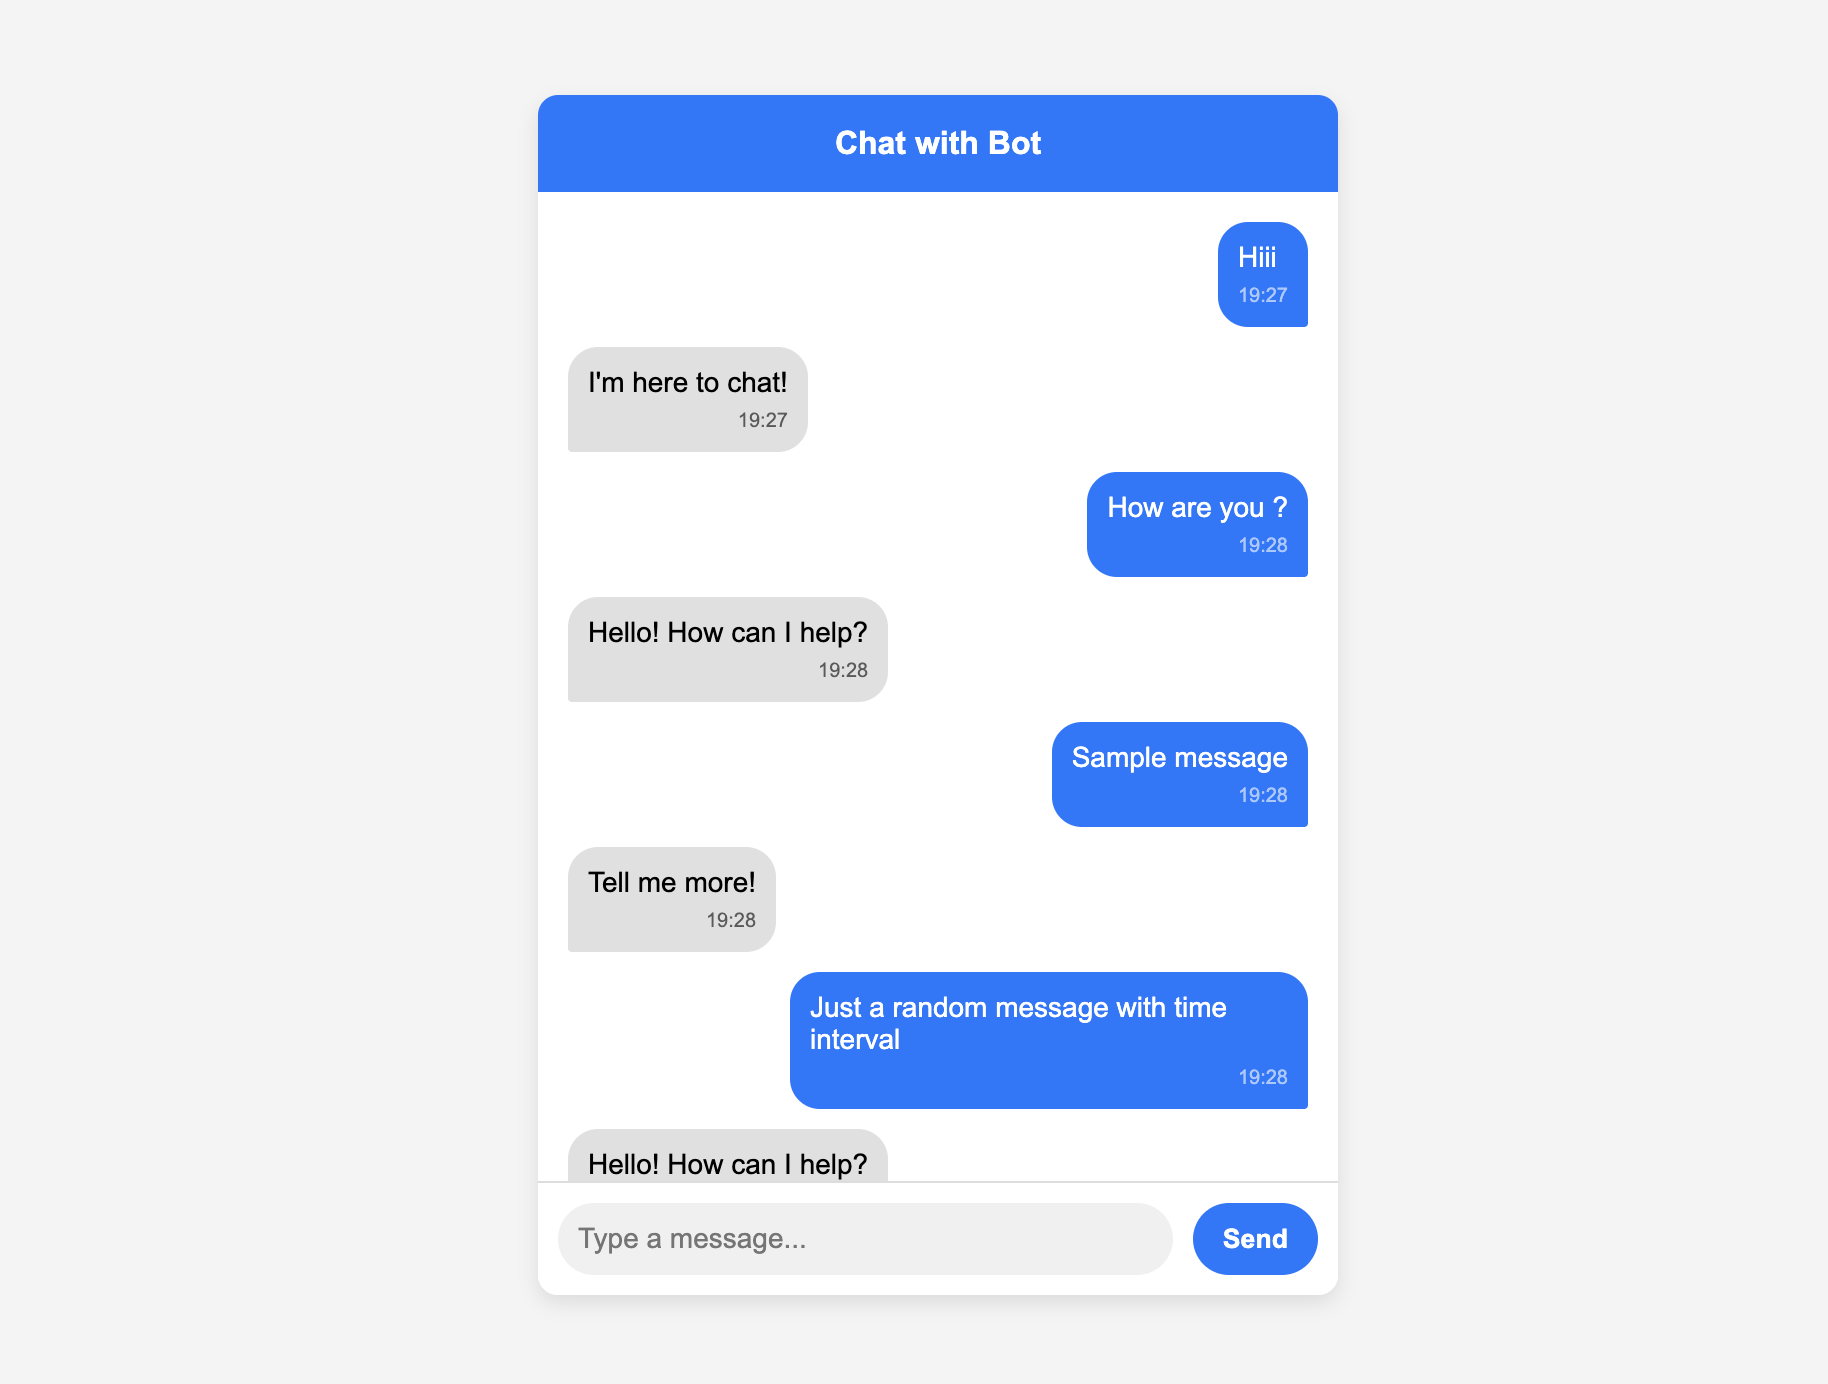 Chat with Bot
Hiii
19:27
I'm here to chat!
19:27
How are you ?
19:28
Hello! How can I help?
19:28
Sample message
19:28
Tell me more!
19:28
Just a random message with time
interval
19:28
Hello! How can I help?
Type a message...
Send